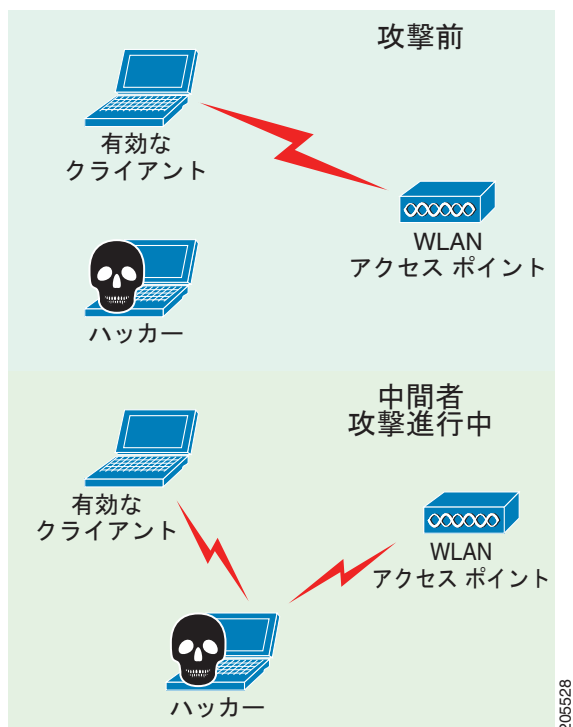 攻撃前
有効な
クライアント
WLAN
アクセス ポイント
ハッカー
中間者
攻撃進行中
有効な
クライアント
WLAN
アクセス ポイント
ハッカー
205528